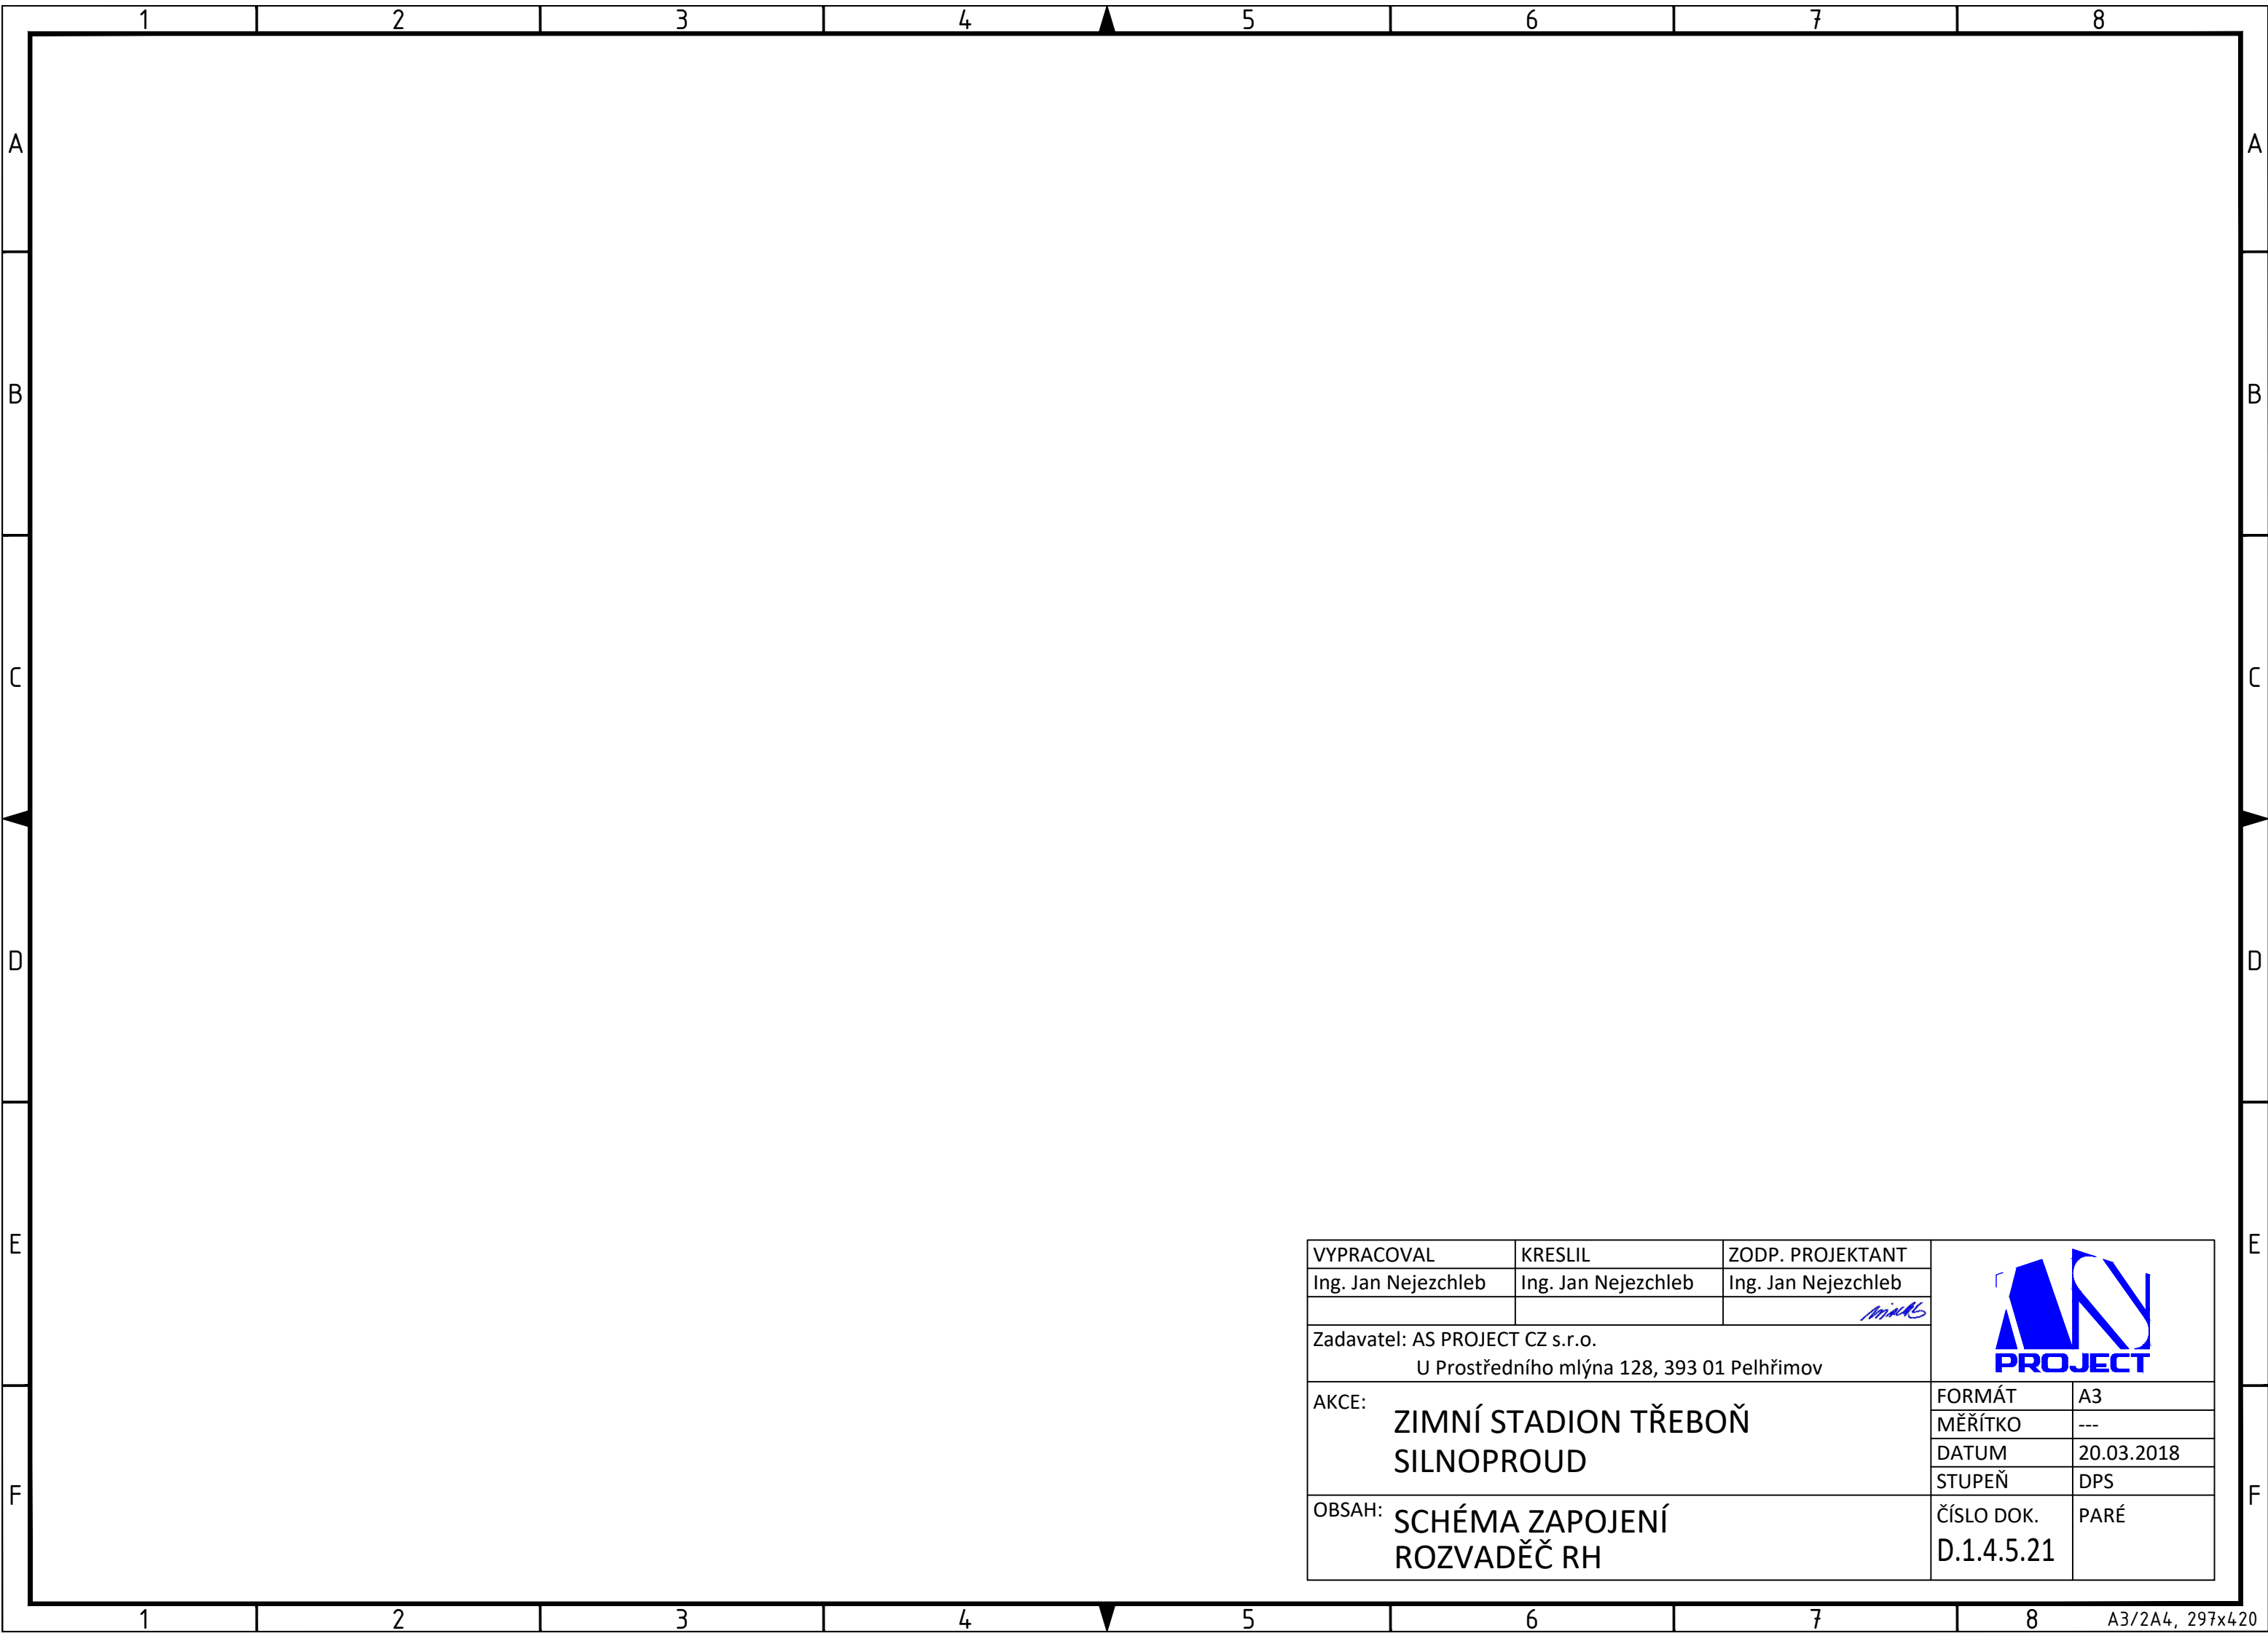 1 2 3 4 5 6 7 8
A A
B B
C C
D D
E E
F F
VYPRACOVAL KRESLIL ZODP. PROJEKTANT
Ing. Jan Nejezchleb Ing. Jan Nejezchleb Ing. Jan Nejezchleb
Zadavatel: AS PROJECT CZ s.r.o.
U Prostředního mlýna 128, 393 01 Pelhřimov
AN
PROJECT
AKCE: ZIMNÍ STADION TŘEBOŇ
SILNOPROUD
FORMÁT A3
MĚŘÍTKO ---
DATUM 20.03.2018
STUPEŇ DPS
OBSAH: SCHÉMA ZAPOJENÍ
ROZVADĚČ RH
ČÍSLO DOK. PARÉ
D.1.4.5.21
1 2 3 4 5 6 7 8 A3/2A4, 297x420